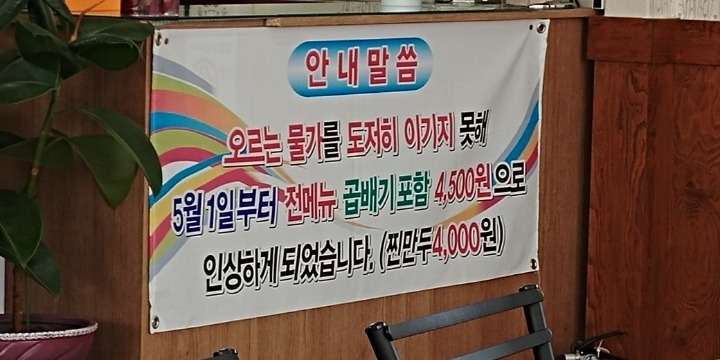 안내말씀
오르는 물가를 도저히 이기지 못해
5월 1일부터 전메뉴 곱배기포함 4,500원으로
인상하게 되었습니다. (찐만두4,000원)